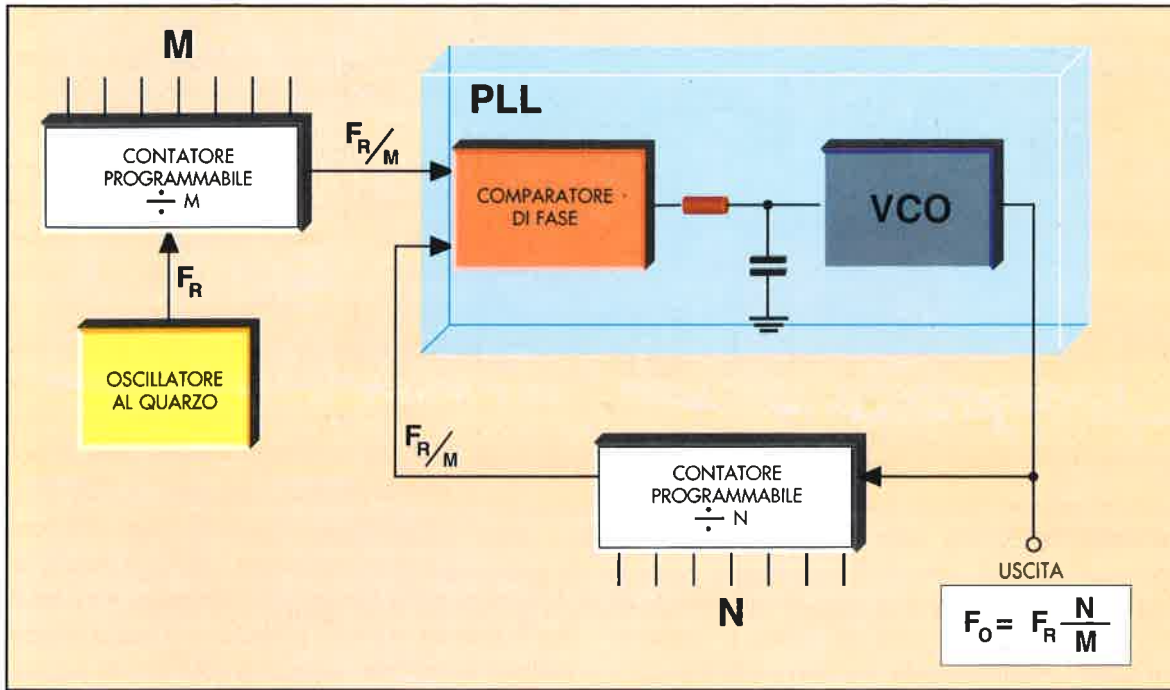 M
CONTATORE
PROGRAMMABILE
÷ M
F_R/M
F_R
OSCILLATORE
AL QUARZO
PLL
COMPARATORE
DI FASE
VCO
F_R/M
CONTATORE
PROGRAMMABILE
÷ N
N
USCITA
F_O = F_R N/M